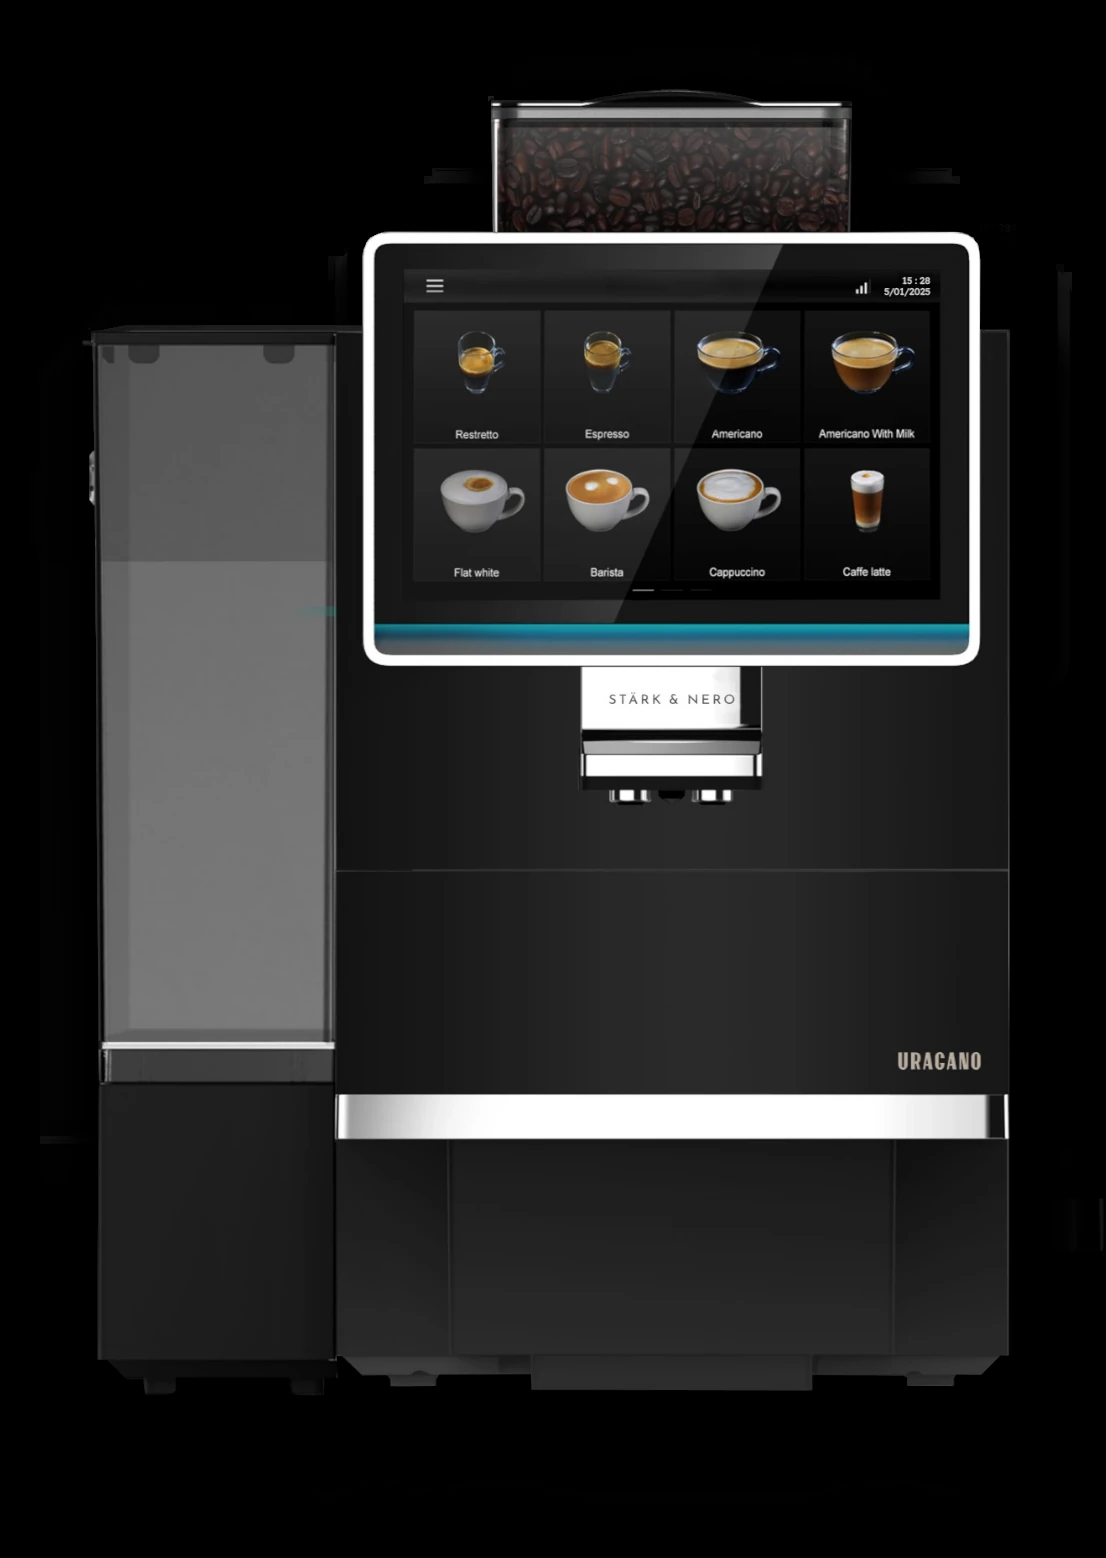 15 : 28
5/01/2025
Restretto
Espresso
Americano
Americano With Milk
Flat white
Barista
Cappuccino
Caffe latte
STÄRK & NERO
URACANO